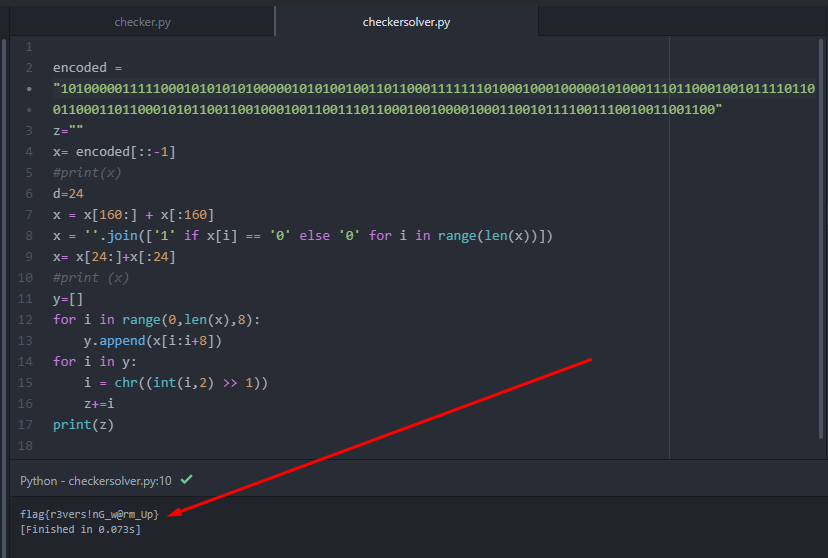 checker.py
checkersolver.py
1
2 encoded =
"10100000111110001010101010000010101001001101100011111110100010001000001010001110110001001011110110
01100011011000101011001100100010011001110110001001000010001100101111001110010011001100"
3 z=""
4 x= encoded[::-1]
5 #print(x)
6 d=24
7 x = x[160:] + x[:160]
8 x = ''.join(['1' if x[i] == '0' else '0' for i in range(len(x))])
9 x= x[24:]+x[:24]
10 #print (x)
11 y=[]
12 for i in range(0,len(x),8):
13 y.append(x[i:i+8])
14 for i in y:
15 i = chr((int(i,2) >> 1))
16 z+=i
17 print(z)
18
Python - checkersolver.py:10 ✓
flag{r3vers!nG_w@rm_Up}
[Finished in 0.073s]